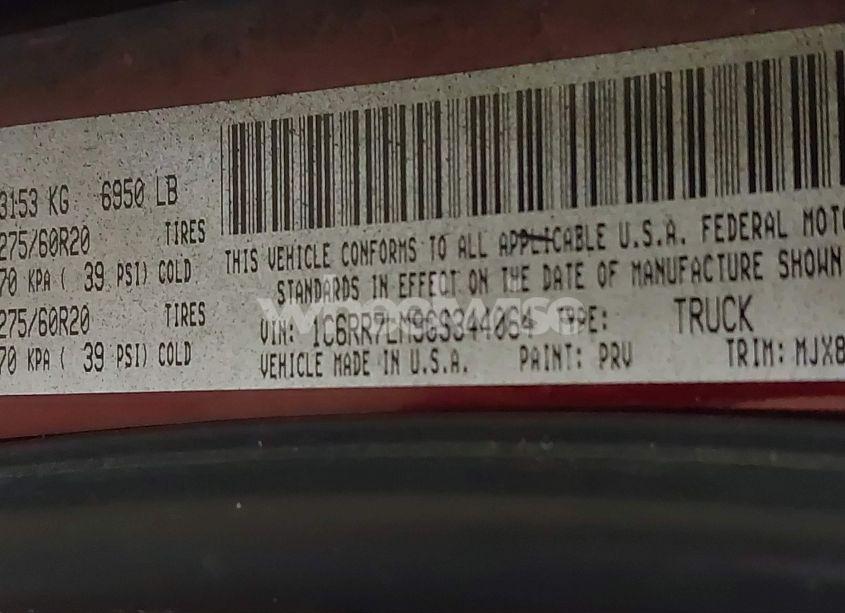 3153 KG 6950 LB
275/60R20 TIRES
70 KPA ( 39 PSI) COLD
275/60R20 TIRES
70 KPA ( 39 PSI) COLD
THIS VEHICLE CONFORMS TO ALL APPLICABLE U.S.A. FEDERAL MOTO
STANDARDS IN EFFECT ON THE DATE OF MANUFACTURE SHOWN
VIN: 1C6RR7LM9GS344064 TYPE: TRUCK
VEHICLE MADE IN U.S.A. PAINT: PRV TRIM: MJX8